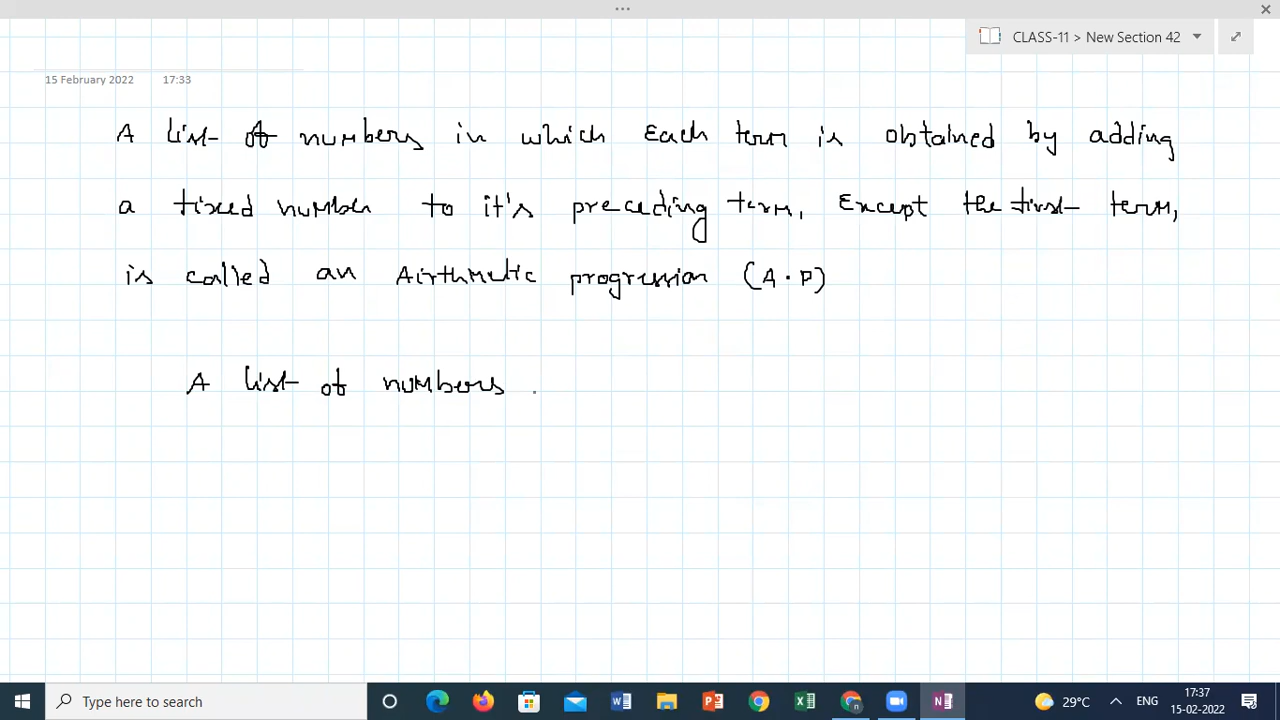 CLASS-11 > New Section 42
15 February 2022 17:33
A list of numbers in which Each term is obtained by adding
a fixed number to it's preceding term, Except the first term,
is called an Airthmetic progression (A.P)
A list of numbers
Type here to search
29°C ENG 17:37
15-02-2022